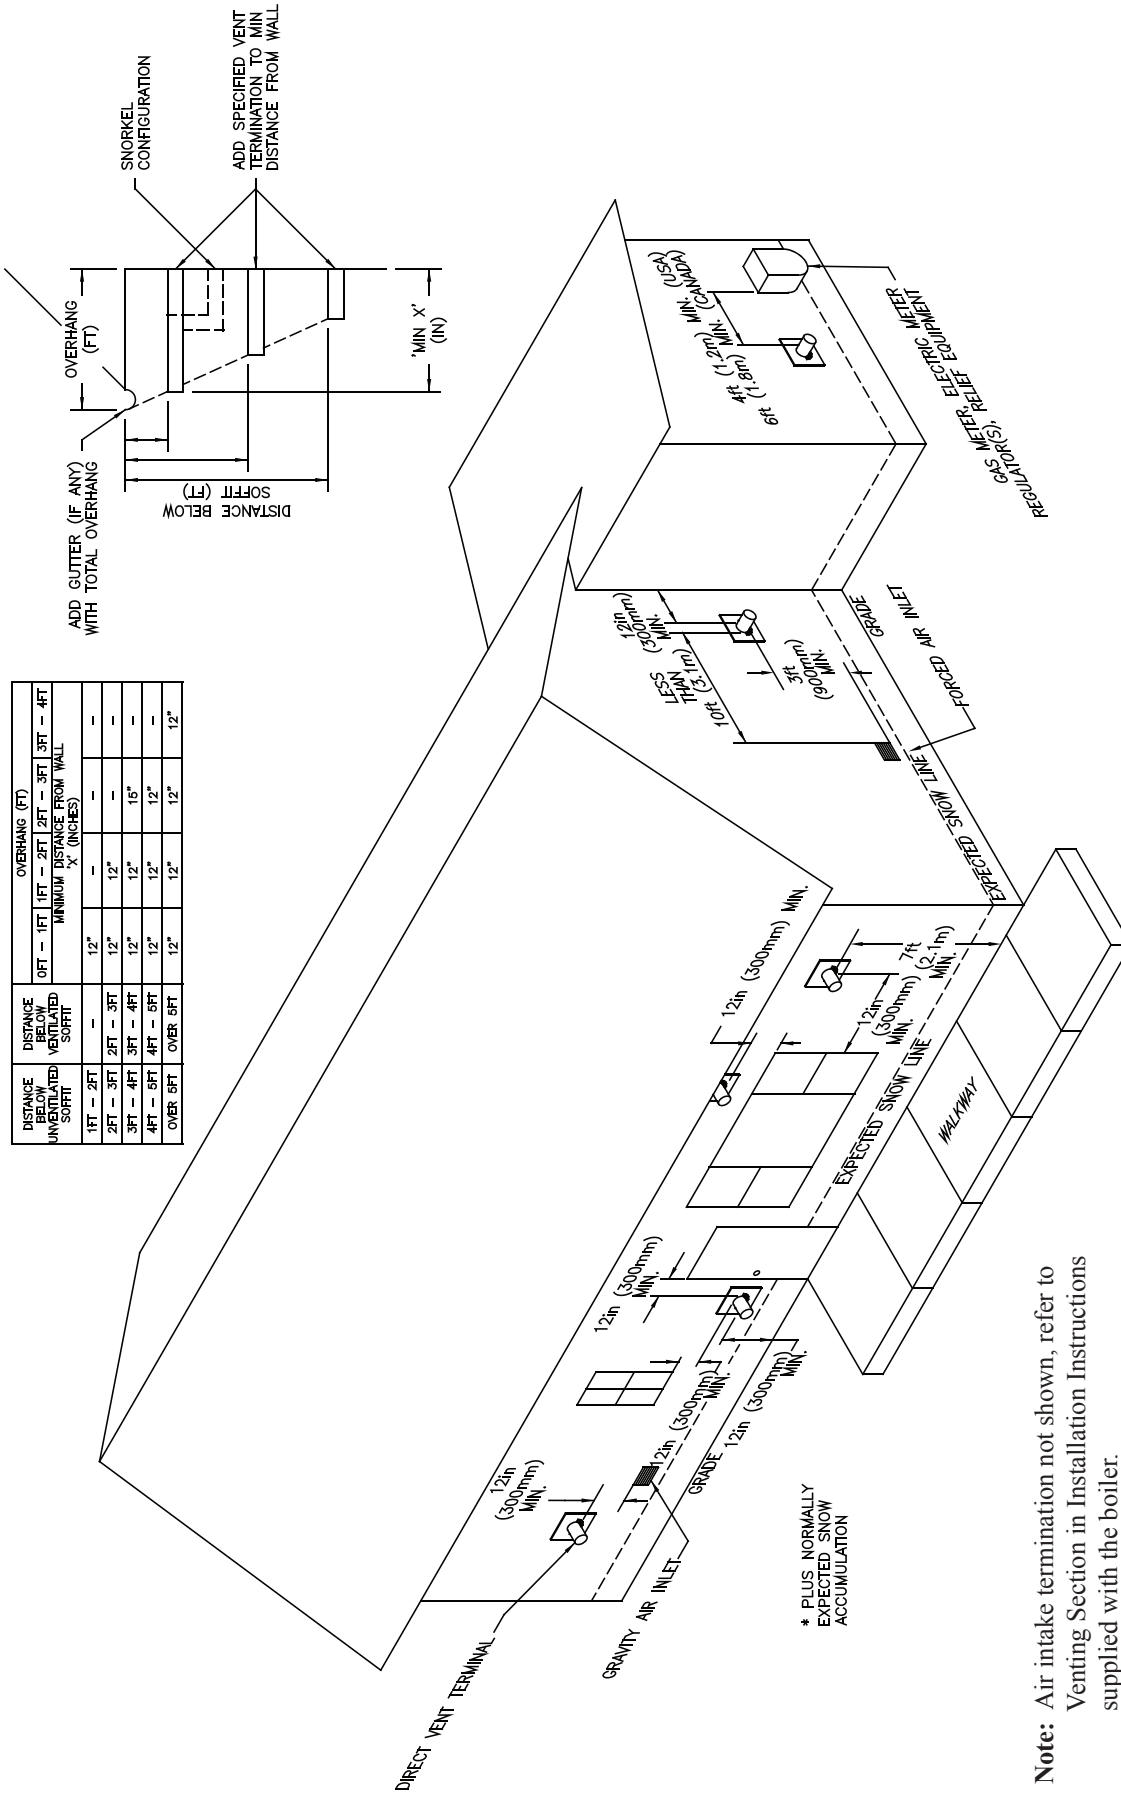 DISTANCE BELOW UNVENTILATED SOFFIT
DISTANCE BELOW VENTILATED SOFFIT
OVERHANG (FT)
0FT - 1FT 1FT - 2FT 2FT - 3FT 3FT - 4FT
MINIMUM DISTANCE FROM WALL
'X' (INCHES)
1FT - 2FT - 12" - - -
2FT - 3FT 2FT - 3FT 12" 12" - -
3FT - 4FT 3FT - 4FT 12" 12" 15" -
4FT - 5FT 4FT - 5FT 12" 12" 12" -
OVER 5FT OVER 5FT 12" 12" 12" 12"
ADD GUTTER (IF ANY)
WITH TOTAL OVERHANG
OVERHANG
(FT)
SNORKEL
CONFIGURATION
ADD SPECIFIED VENT
TERMINATION TO MIN
DISTANCE FROM WALL
DISTANCE BELOW
SOFFIT (FT)
'MIN X'
(IN)
DIRECT VENT TERMINAL
12in
(300mm)
MIN.
GRAVITY AIR INLET
12in (300mm)
MIN.
12in (300mm)
MIN.
GRADE
12in (300mm)
MIN.
12in (300mm) MIN.
12in
(300mm)
MIN.
7ft
(2.1m)
MIN.
EXPECTED SNOW LINE
WALKWAY
EXPECTED SNOW LINE
12in
(300mm)
MIN.
LESS
THAN
10ft (3.1m)
3ft
(900mm)
MIN.
GRADE
FORCED AIR INLET
4ft (1.2m) MIN. (USA)
6ft (1.8m) MIN. (CANADA)
GAS METER, ELECTRIC METER
REGULATOR(S), RELIEF EQUIPMENT
* PLUS NORMALLY
EXPECTED SNOW
ACCUMULATION
Note: Air intake termination not shown, refer to
Venting Section in Installation Instructions
supplied with the boiler.